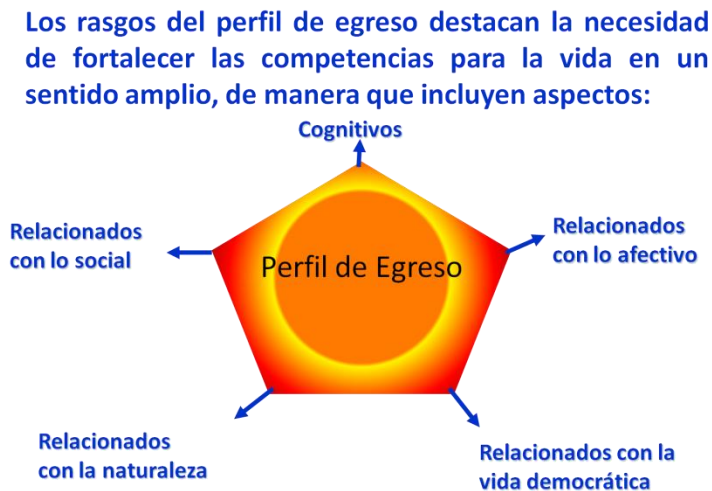 Los rasgos del perfil de egreso destacan la necesidad
de fortalecer las competencias para la vida en un
sentido amplio, de manera que incluyen aspectos:
Cognitivos
Relacionados
con lo social
Relacionados
con lo afectivo
Perfil de Egreso
Relacionados
con la naturaleza
Relacionados con la
vida democrática